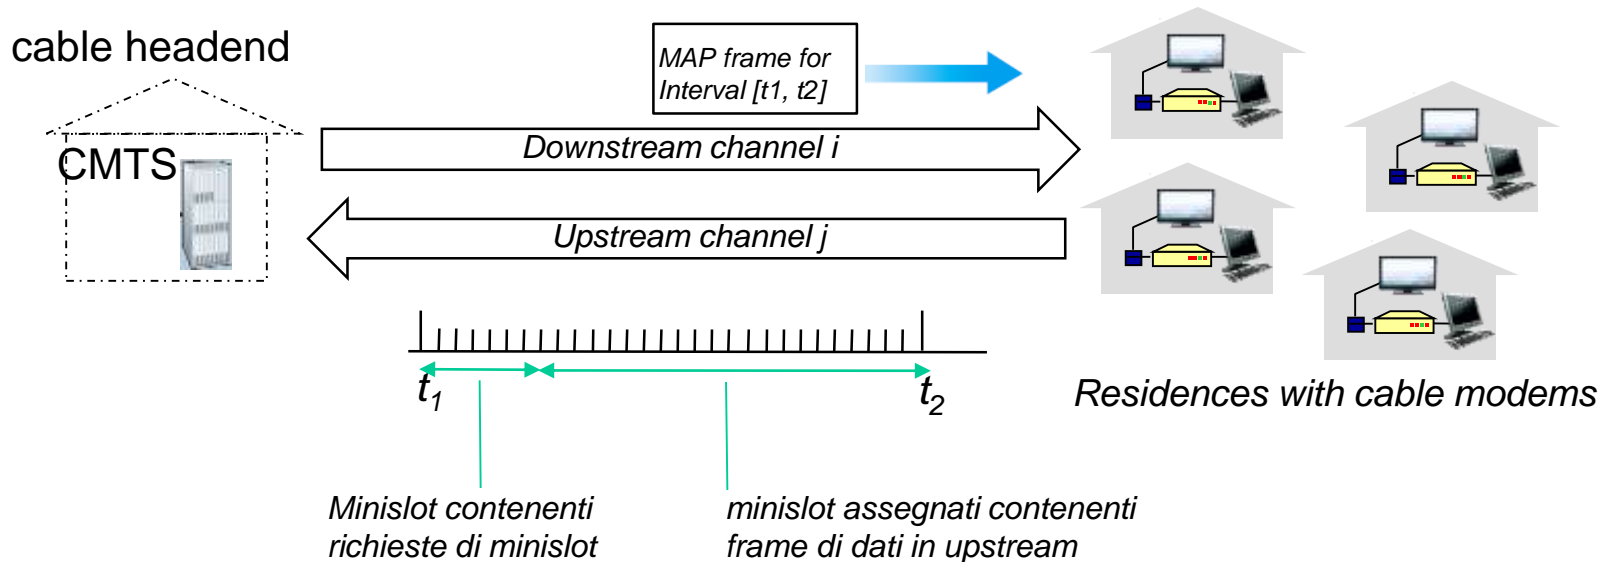 cable headend
CMTS
MAP frame for
Interval [t1, t2]
Downstream channel i
Upstream channel j
t1
t2
Residences with cable modems
Minislot contenenti
richieste di minislot
minislot assegnati contenenti
frame di dati in upstream